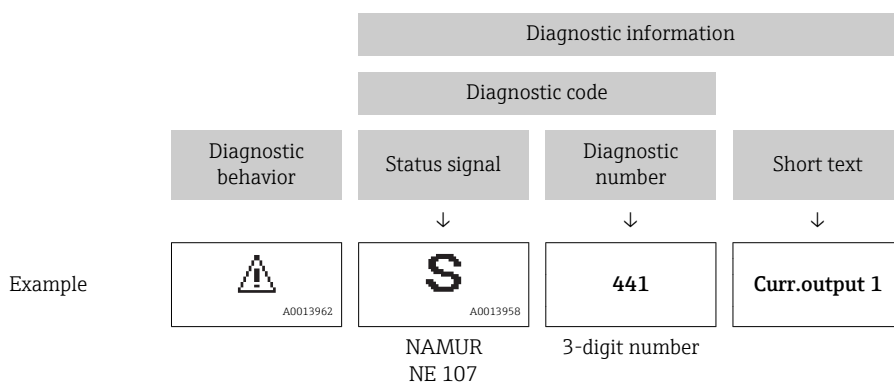 Diagnostic information
Diagnostic code
Diagnostic
behavior
Status signal
Diagnostic
number
Short text
↓ ↓ ↓
Example
A0013962
S
A0013958
441
Curr.output 1
NAMUR
NE 107
3-digit number